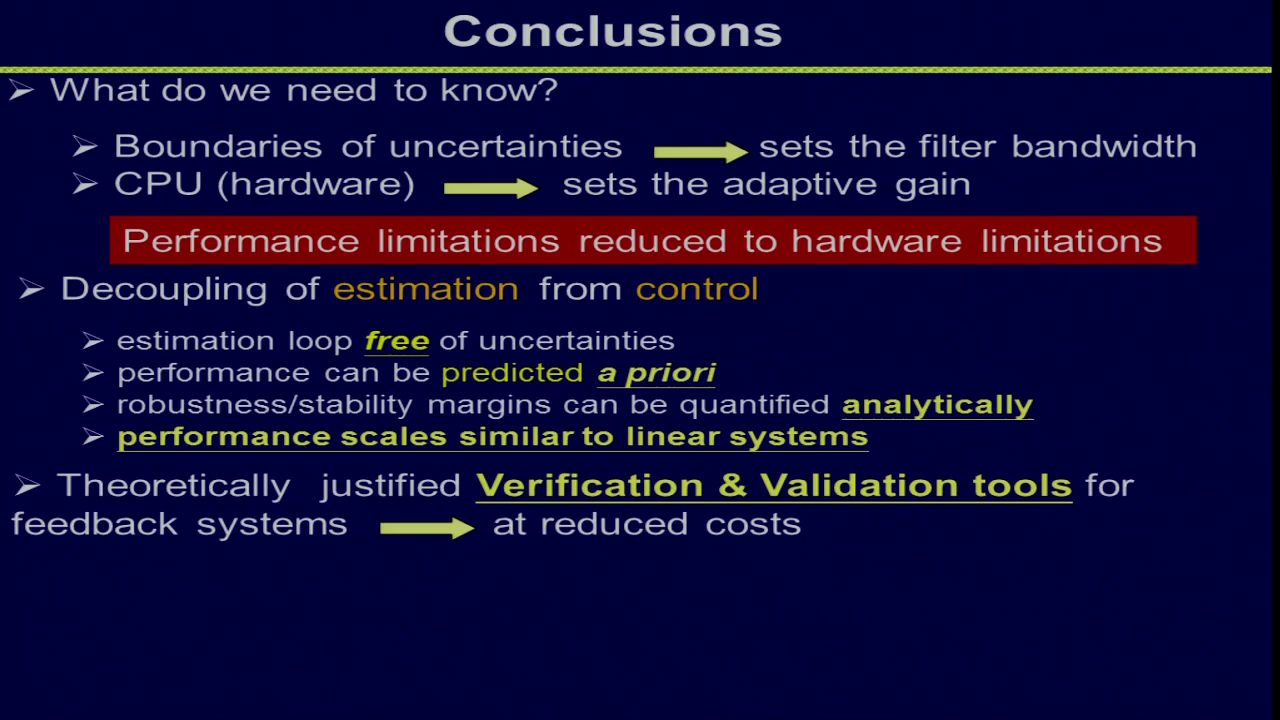 Conclusions
What do we need to know?
Boundaries of uncertainties sets the filter bandwidth
CPU (hardware) sets the adaptive gain
Performance limitations reduced to hardware limitations
Decoupling of estimation from control
estimation loop free of uncertainties
performance can be predicted a priori
robustness/stability margins can be quantified analytically
performance scales similar to linear systems
Theoretically justified Verification & Validation tools for
feedback systems at reduced costs